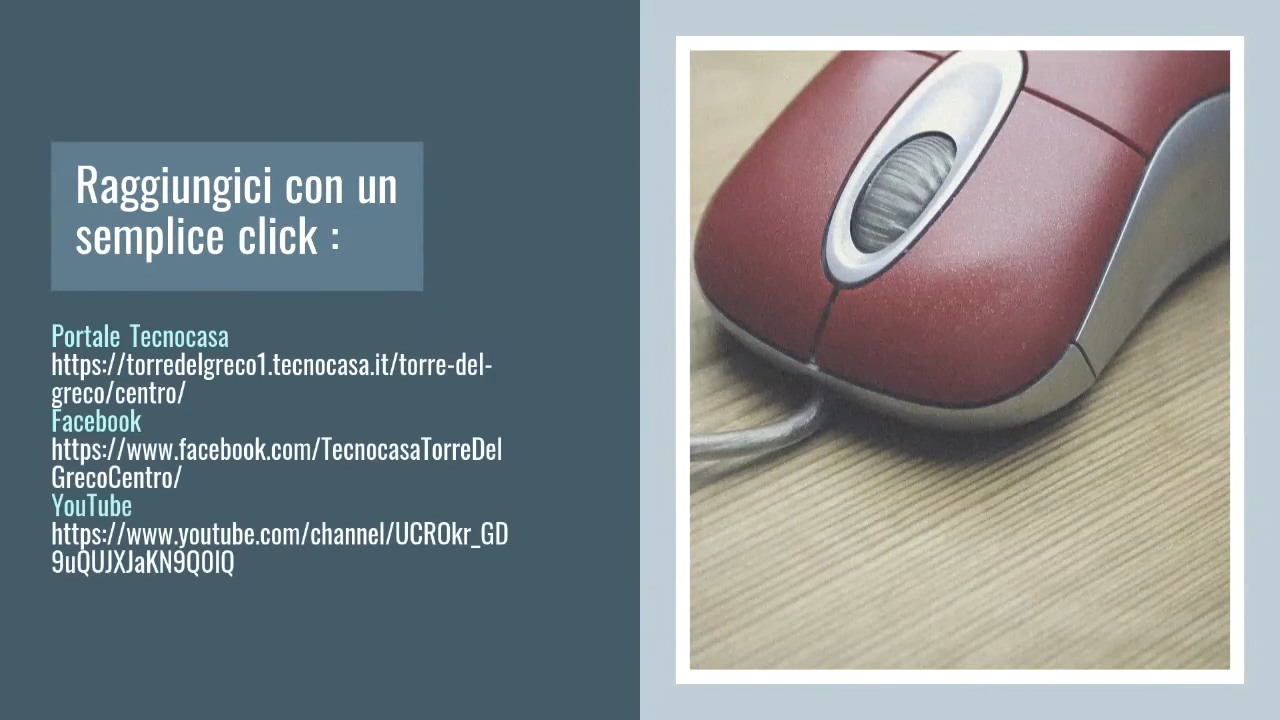 Raggiungici con un
semplice click :
Portale Tecnocasa
https://torredelgreco1.tecnocasa.it/torre-del-
greco/centro/
Facebook
https://www.facebook.com/TecnocasaTorreDel
GrecoCentro/
YouTube
https://www.youtube.com/channel/UCROkr_GD
9uQUJXJaKN9Q0lQ